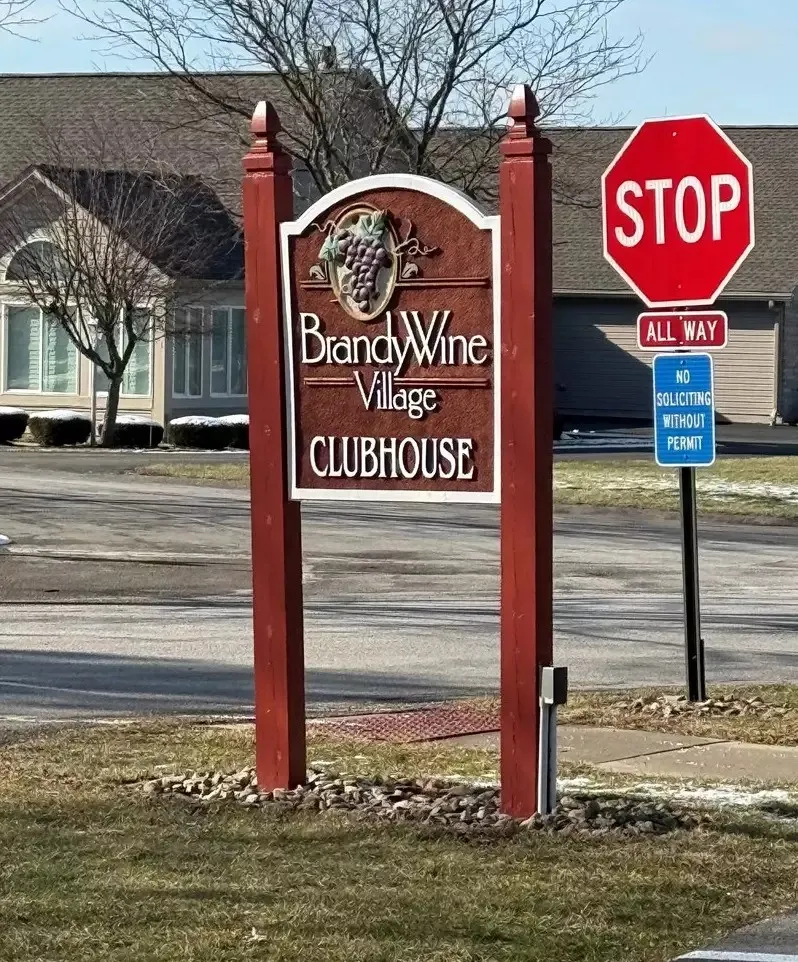 BrandyWine
Village
CLUBHOUSE
STOP
ALL WAY
NO
SOLICITING
WITHOUT
PERMIT